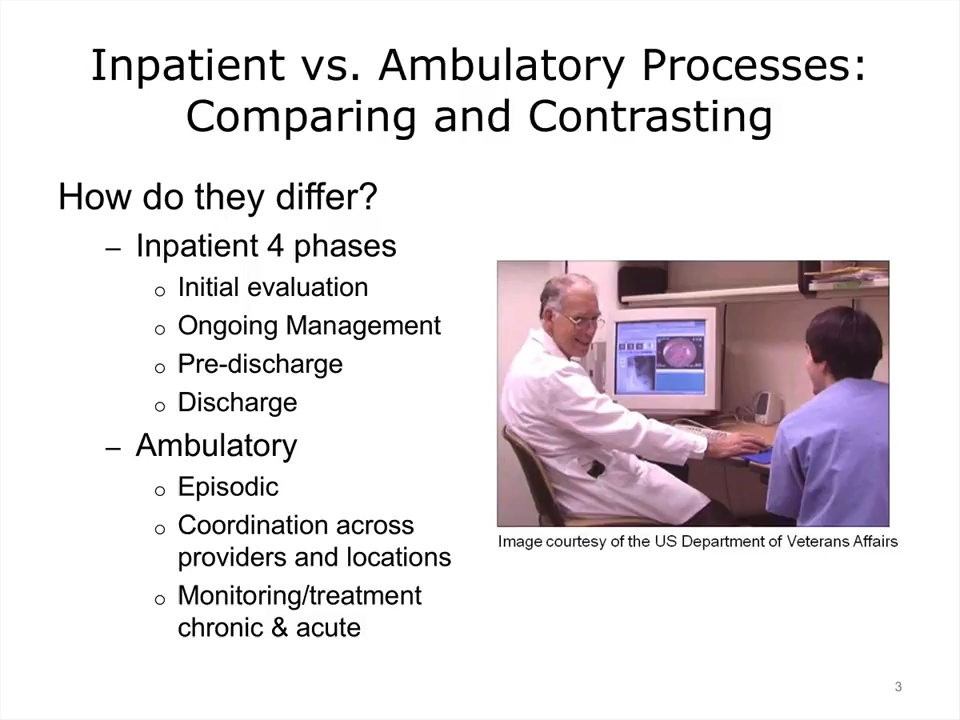 Inpatient vs. Ambulatory Processes:
Comparing and Contrasting
How do they differ?
– Inpatient 4 phases
o Initial evaluation
o Ongoing Management
o Pre-discharge
o Discharge
– Ambulatory
o Episodic
o Coordination across
providers and locations
o Monitoring/treatment
chronic & acute
Image courtesy of the US Department of Veterans Affairs
3